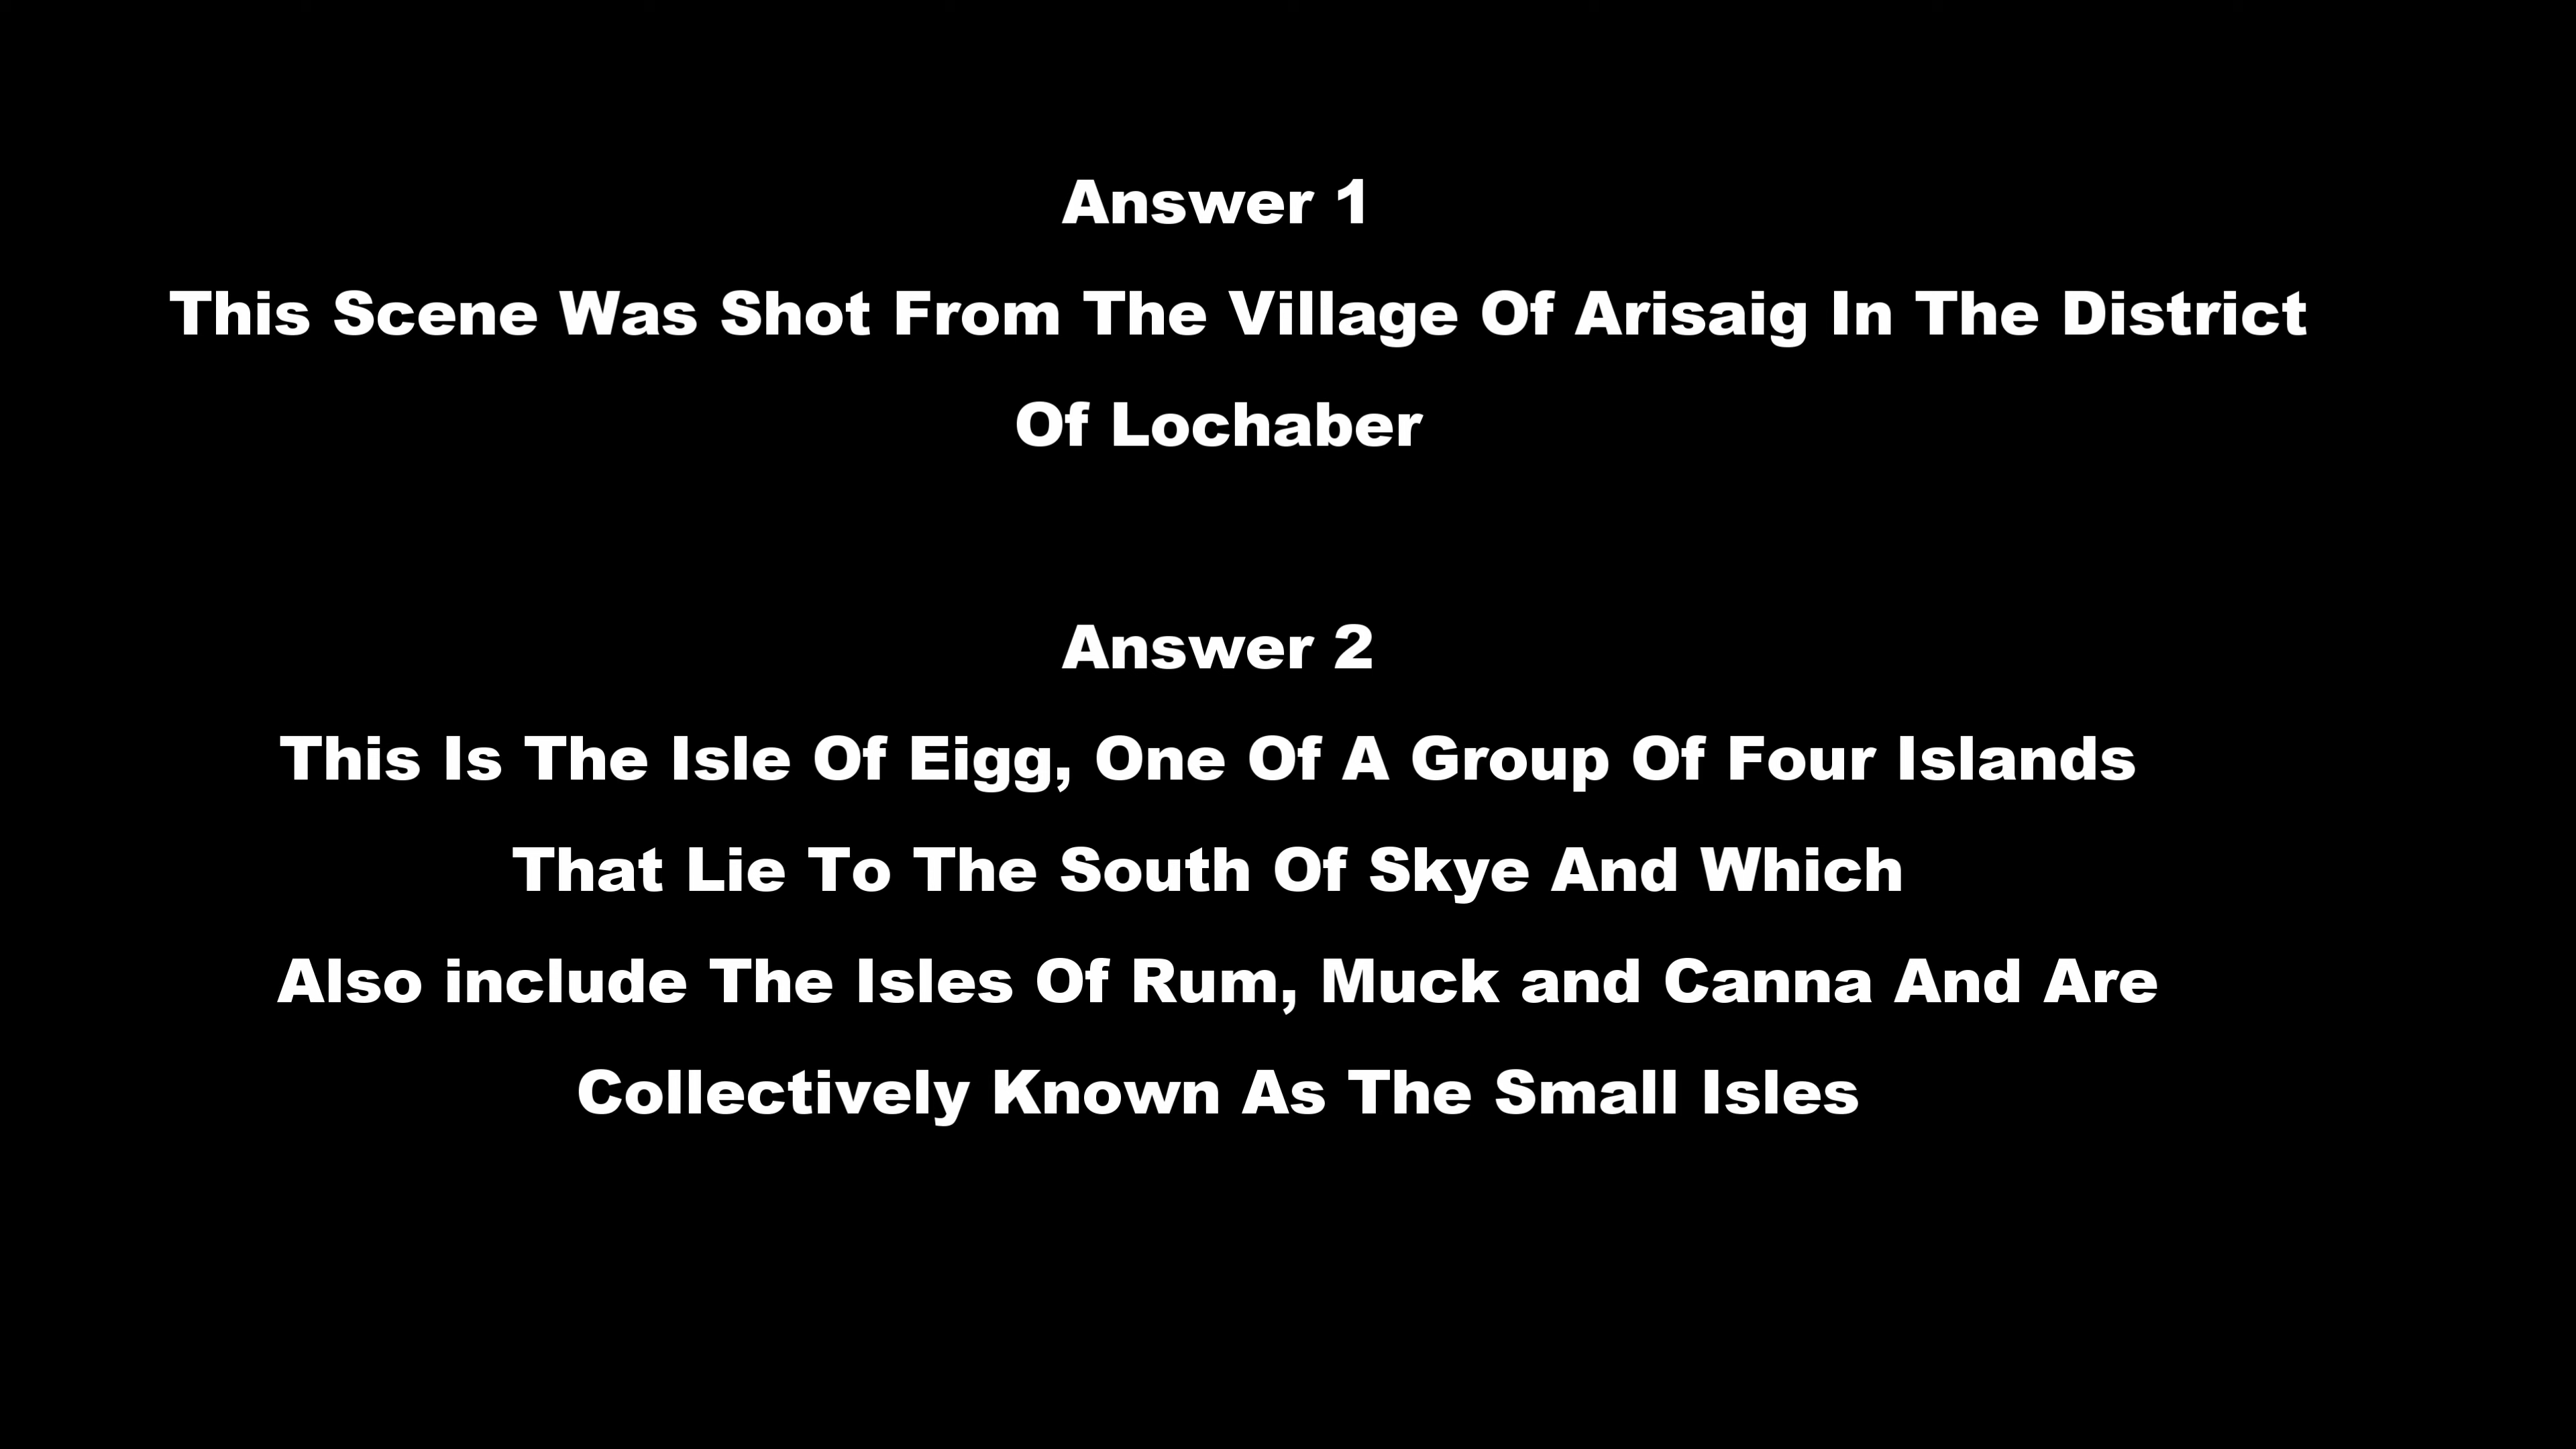 Answer 1
This Scene Was Shot From The Village Of Arisaig In The District
Of Lochaber
Answer 2
This Is The Isle Of Eigg, One Of A Group Of Four Islands
That Lie To The South Of Skye And Which
Also include The Isles Of Rum, Muck and Canna And Are
Collectively Known As The Small Isles